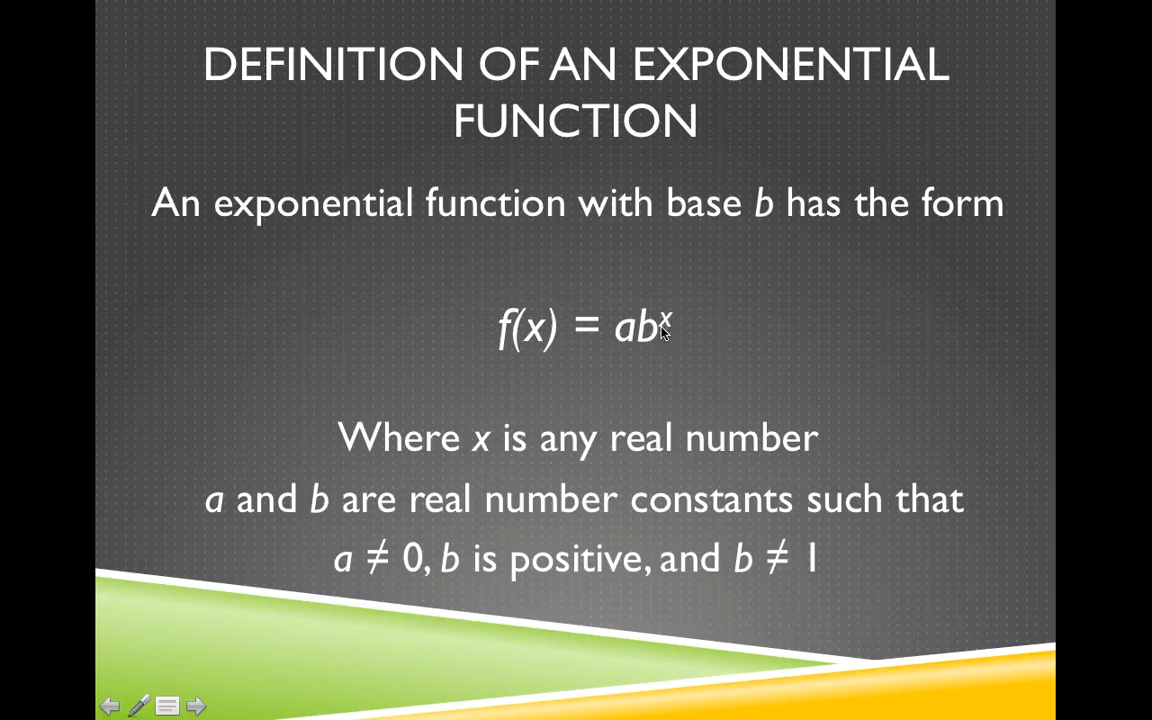 DEFINITION OF AN EXPONENTIAL
FUNCTION
An exponential function with base b has the form
f(x) = abˣ
Where x is any real number
a and b are real number constants such that
a ≠ 0, b is positive, and b ≠ 1